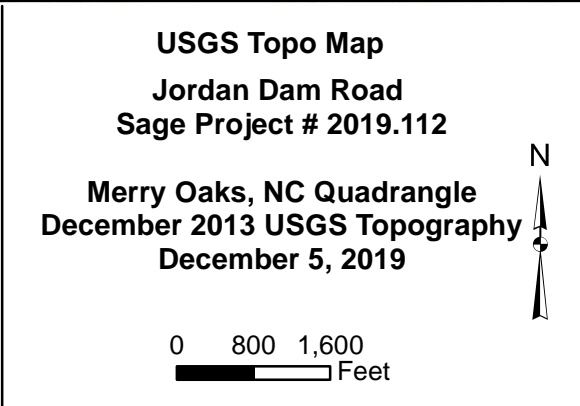 USGS Topo Map
Jordan Dam Road
Sage Project # 2019.112
N
Merry Oaks, NC Quadrangle
December 2013 USGS Topography
December 5, 2019
0 800 1,600
Feet